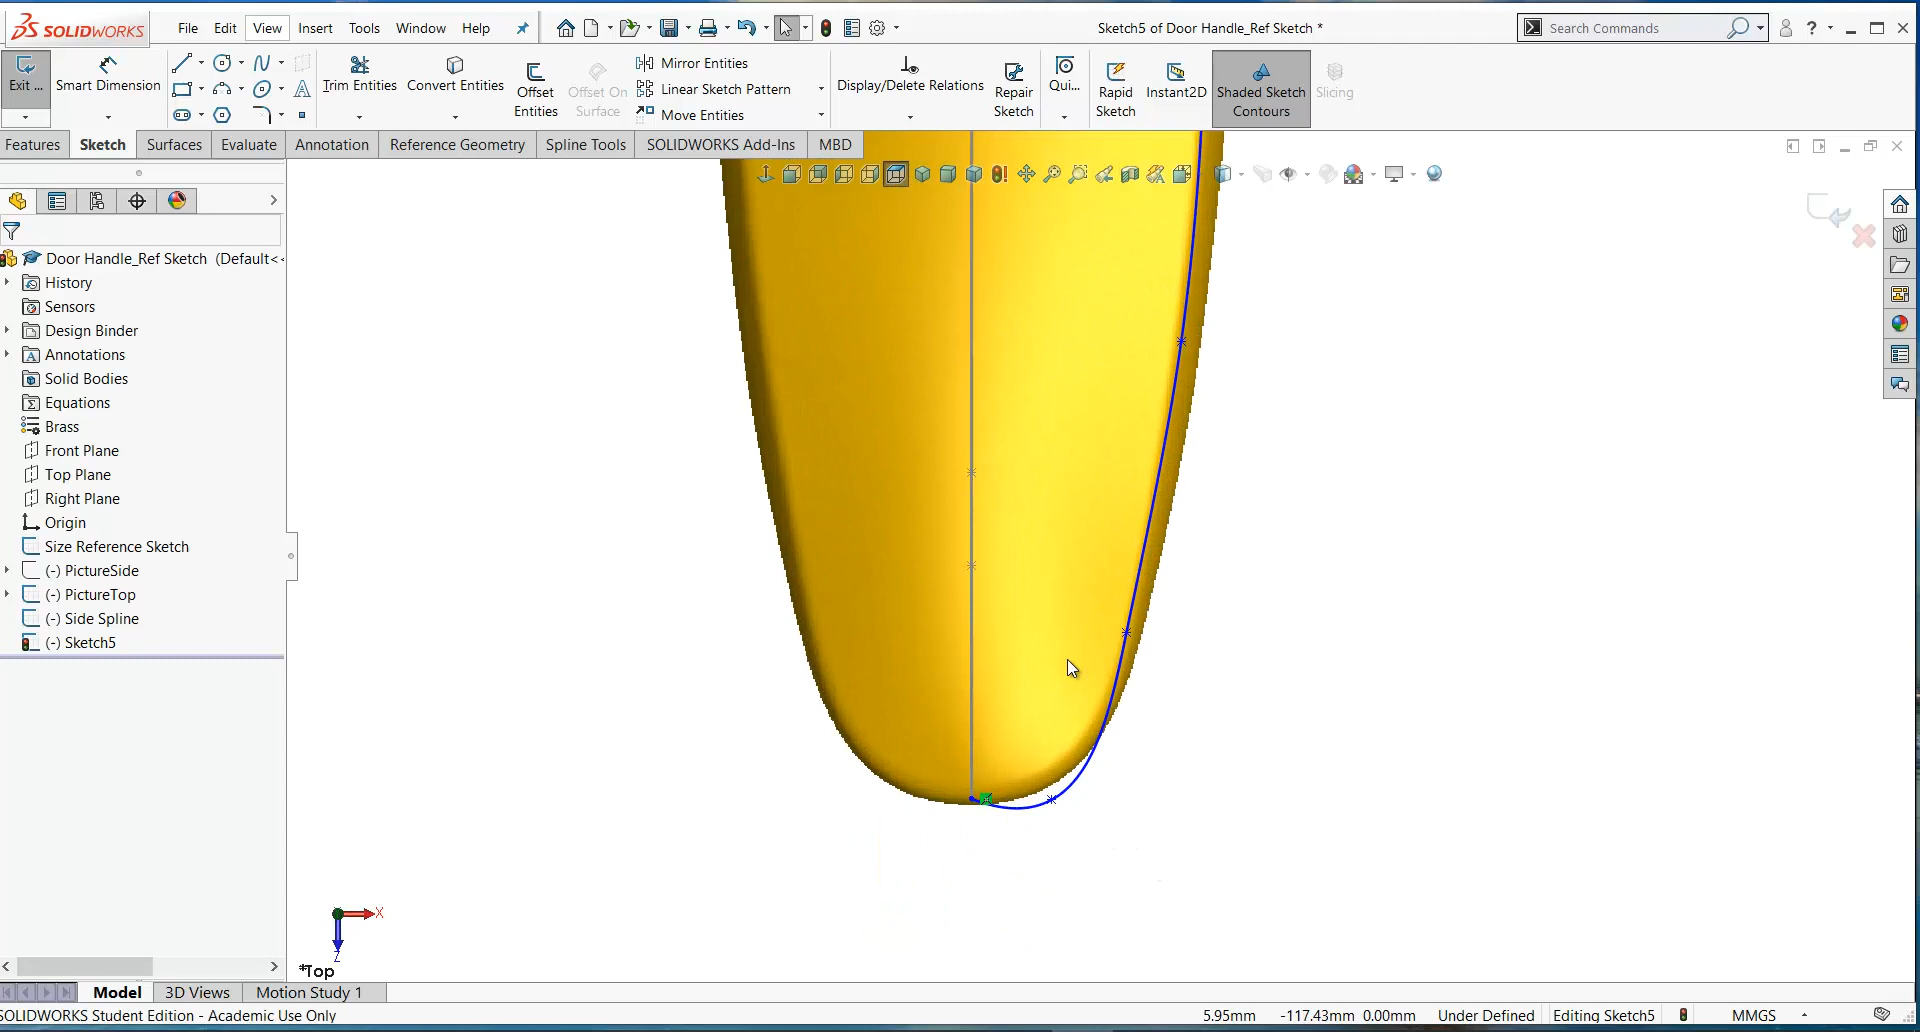 SOLIDWORKS
File
Edit
View
Insert
Tools
Window
Help
Sketch5 of Door Handle_Ref Sketch *
Search Commands
Exit ...
Smart Dimension
Trim Entities
Convert Entities
Offset Entities
Offset On Surface
Mirror Entities
Linear Sketch Pattern
Move Entities
Display/Delete Relations
Repair Sketch
Qui...
Rapid Sketch
Instant2D
Shaded Sketch Contours
Slicing
Features
Sketch
Surfaces
Evaluate
Annotation
Reference Geometry
Spline Tools
SOLIDWORKS Add-Ins
MBD
Door Handle_Ref Sketch (Default<<
History
Sensors
Design Binder
Annotations
Solid Bodies
Equations
Brass
Front Plane
Top Plane
Right Plane
Origin
Size Reference Sketch
(-) PictureSide
(-) PictureTop
(-) Side Spline
(-) Sketch5
X
Z
*Top
Model
3D Views
Motion Study 1
SOLIDWORKS Student Edition - Academic Use Only
5.95mm
-117.43mm
0.00mm
Under Defined
Editing Sketch5
MMGS